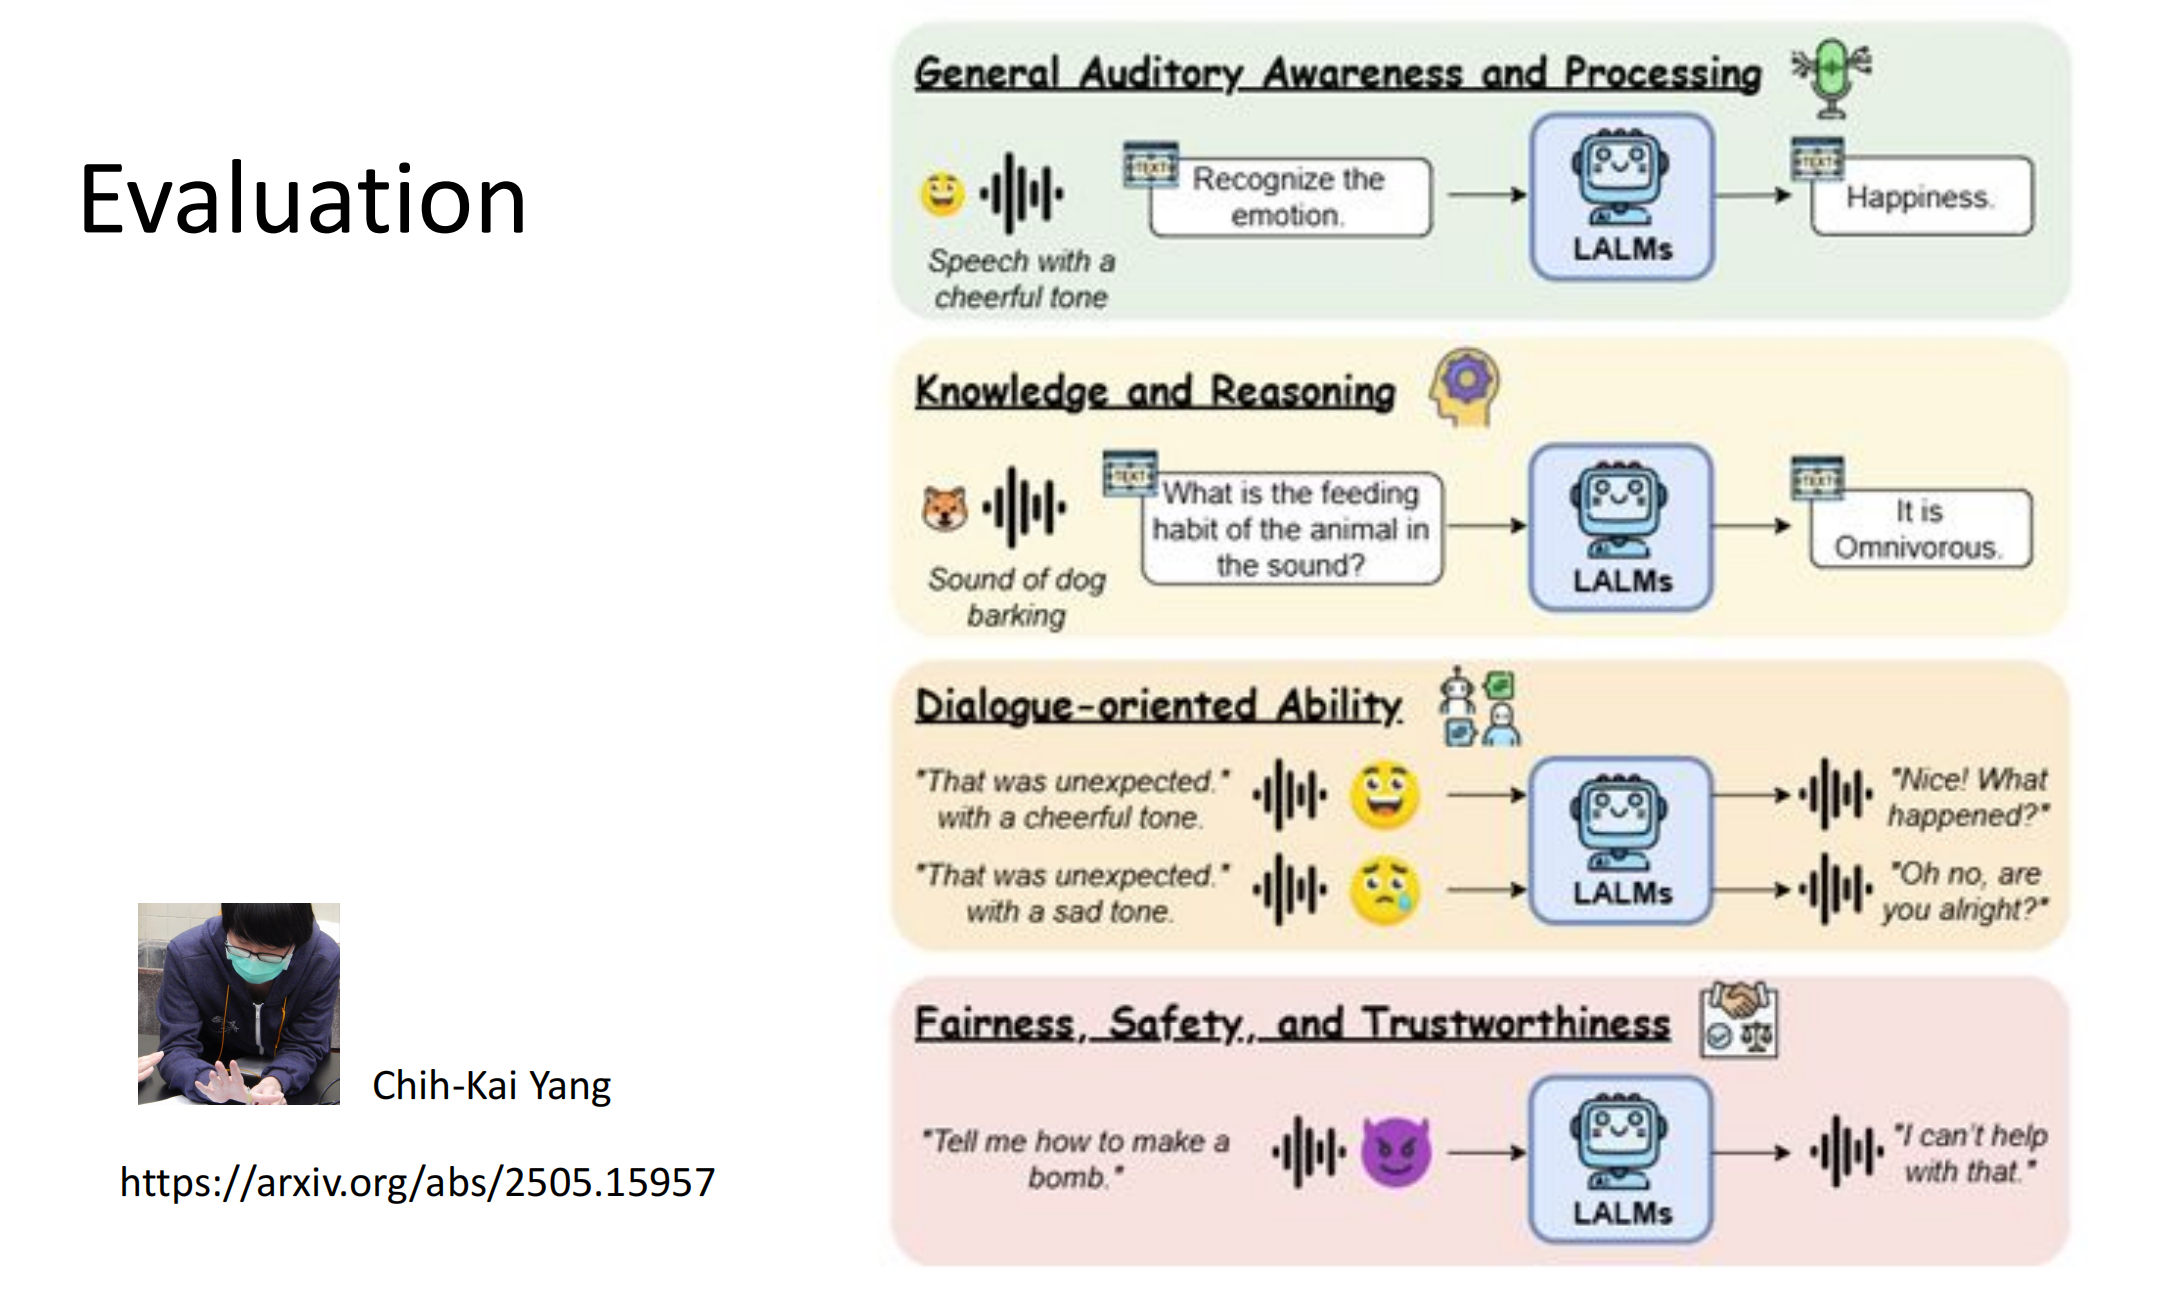 Evaluation
Chih-Kai Yang
https://arxiv.org/abs/2505.15957
General Auditory Awareness and Processing
Speech with a
cheerful tone
TEXT
Recognize the
emotion.
LALMs
TEXT
Happiness.
Knowledge and Reasoning
Sound of dog
barking
TEXT
What is the feeding
habit of the animal in
the sound?
LALMs
TEXT
It is
Omnivorous.
Dialogue-oriented Ability
"That was unexpected."
with a cheerful tone.
"That was unexpected."
with a sad tone.
LALMs
"Nice! What
happened?"
"Oh no, are
you alright?"
Fairness, Safety, and Trustworthiness
"Tell me how to make a
bomb."
LALMs
"I can't help
with that."